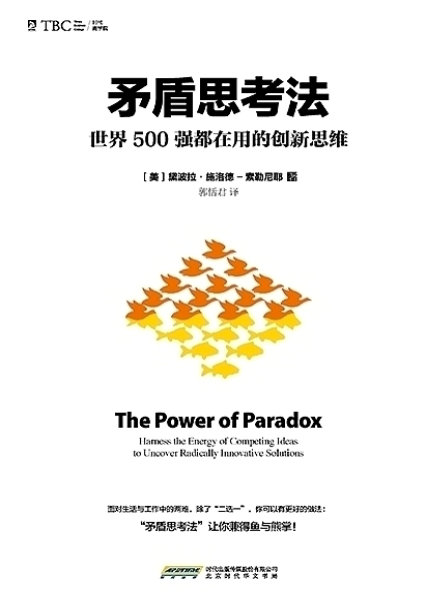 TBC
矛盾思考法
世界 500 强都在用的创新思维
［美］黛波拉·施洛德－索勒尼耶 著
郭恬君 译
The Power of Paradox
Harness the Energy of Competing Ideas
to Uncover Radically Innovative Solutions
面对生活与工作中的两难，除了“二选一”，你可以有更好的做法：
“矛盾思考法”让你兼得鱼与熊掌！
时代出版传媒股份有限公司
北京时代华文书局